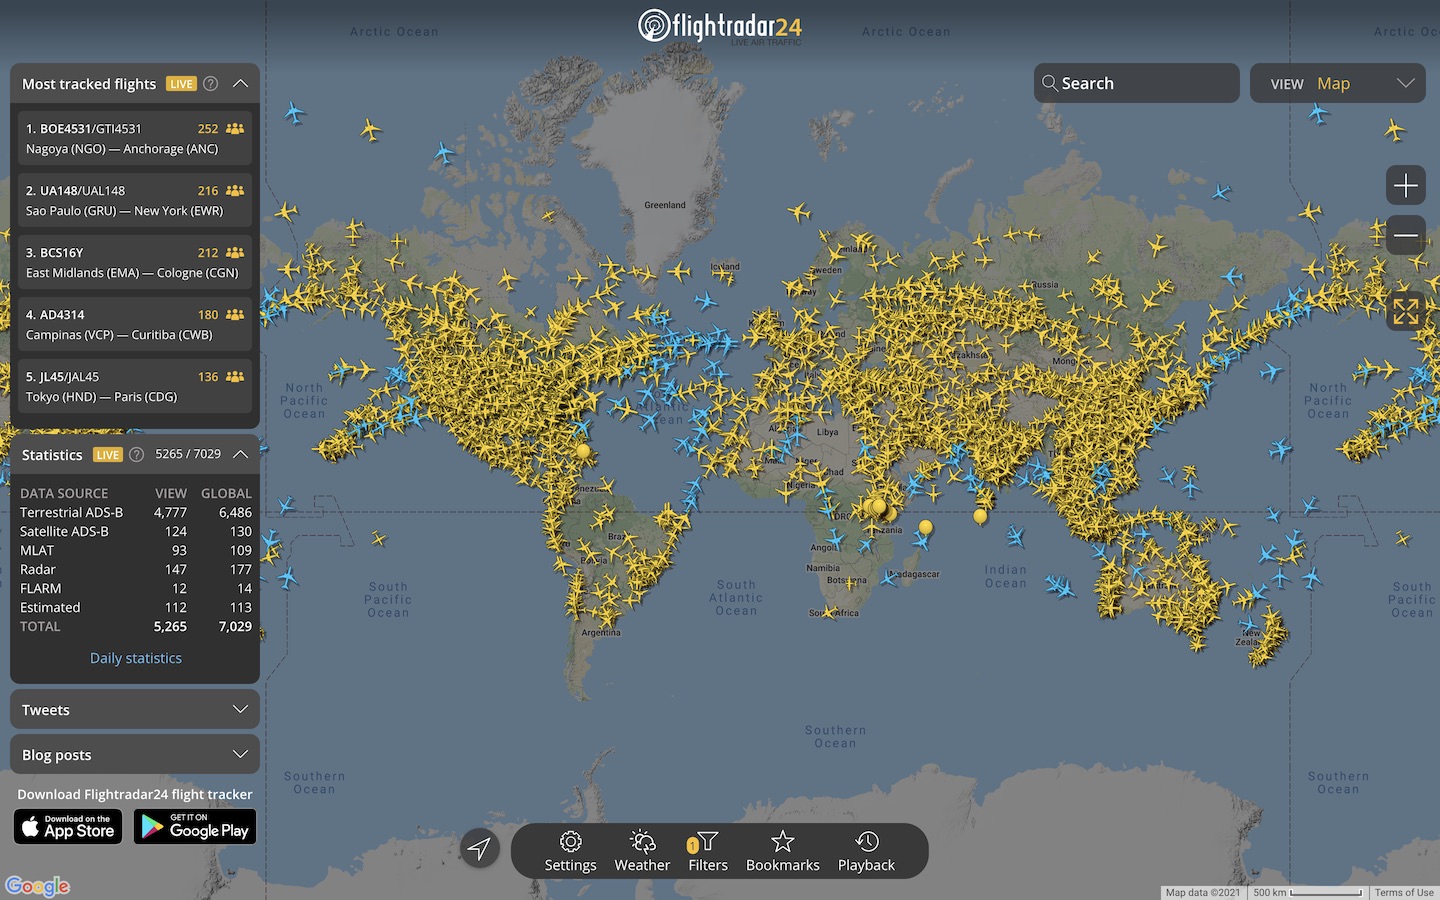 flightradar24
LIVE AIR TRAFFIC
Arctic Ocean
Arctic Ocean
Most tracked flights LIVE ?
1. BOE4531/GTI4531 252
Nagoya (NGO) — Anchorage (ANC)
2. UA148/UAL148 216
Sao Paulo (GRU) — New York (EWR)
3. BCS16Y 212
East Midlands (EMA) — Cologne (CGN)
4. AD4314 180
Campinas (VCP) — Curitiba (CWB)
5. JL45/JAL45 136
Tokyo (HND) — Paris (CDG)
Statistics LIVE ? 5265 / 7029
DATA SOURCE VIEW GLOBAL
Terrestrial ADS-B 4,777 6,486
Satellite ADS-B 124 130
MLAT 93 109
Radar 147 177
FLARM 12 14
Estimated 112 113
TOTAL 5,265 7,029
Daily statistics
Tweets
Blog posts
Download Flightradar24 flight tracker
Download on the
App Store
GET IT ON
Google Play
Google
Search
VIEW Map
Greenland
Iceland
Russia
North
Pacific
Ocean
North
Pacific
Ocean
Libya
Nigeria
DRC
Namibia
Botswana
Madagascar
South Africa
Argentina
South
Pacific
Ocean
South
Atlantic
Ocean
Indian
Ocean
South
Pacific
Ocean
New
Southern
Ocean
Southern
Ocean
Southern
Ocean
Settings
Weather
1
Filters
Bookmarks
Playback
Map data ©2021
500 km
Terms of Use